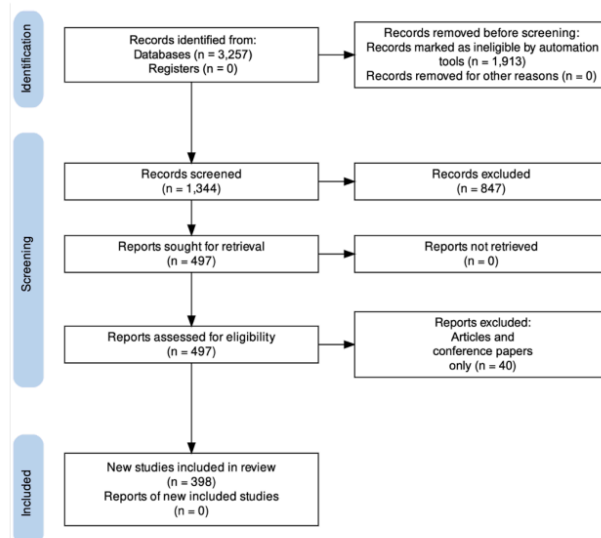 Identification
Records identified from:
Databases (n = 3,257)
Registers (n = 0)
Records removed before screening:
Records marked as ineligible by automation
tools (n = 1,913)
Records removed for other reasons (n = 0)
Screening
Records screened
(n = 1,344)
Records excluded
(n = 847)
Reports sought for retrieval
(n = 497)
Reports not retrieved
(n = 0)
Reports assessed for eligibility
(n = 497)
Reports excluded:
Articles and
conference papers
only (n = 40)
Included
New studies included in review
(n = 398)
Reports of new included studies
(n = 0)